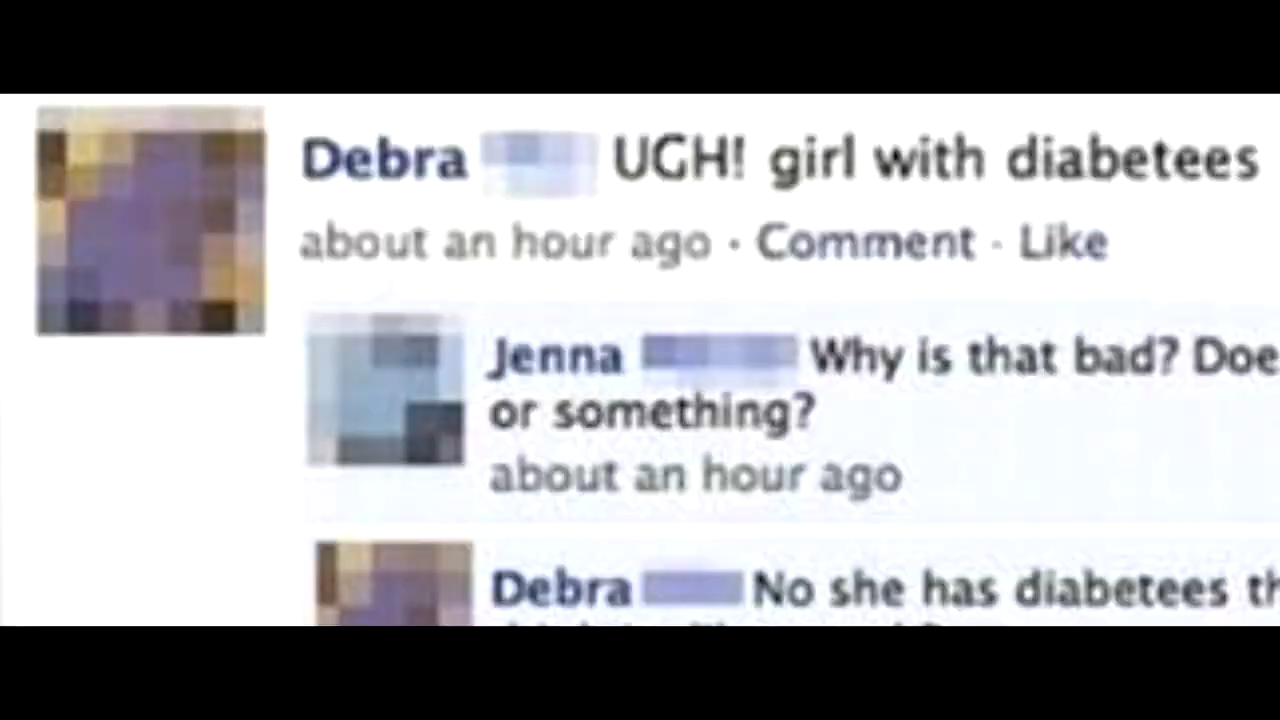 Debra UGH! girl with diabetees
about an hour ago · Comment · Like
Jenna Why is that bad? Doe
or something?
about an hour ago
Debra No she has diabetees th